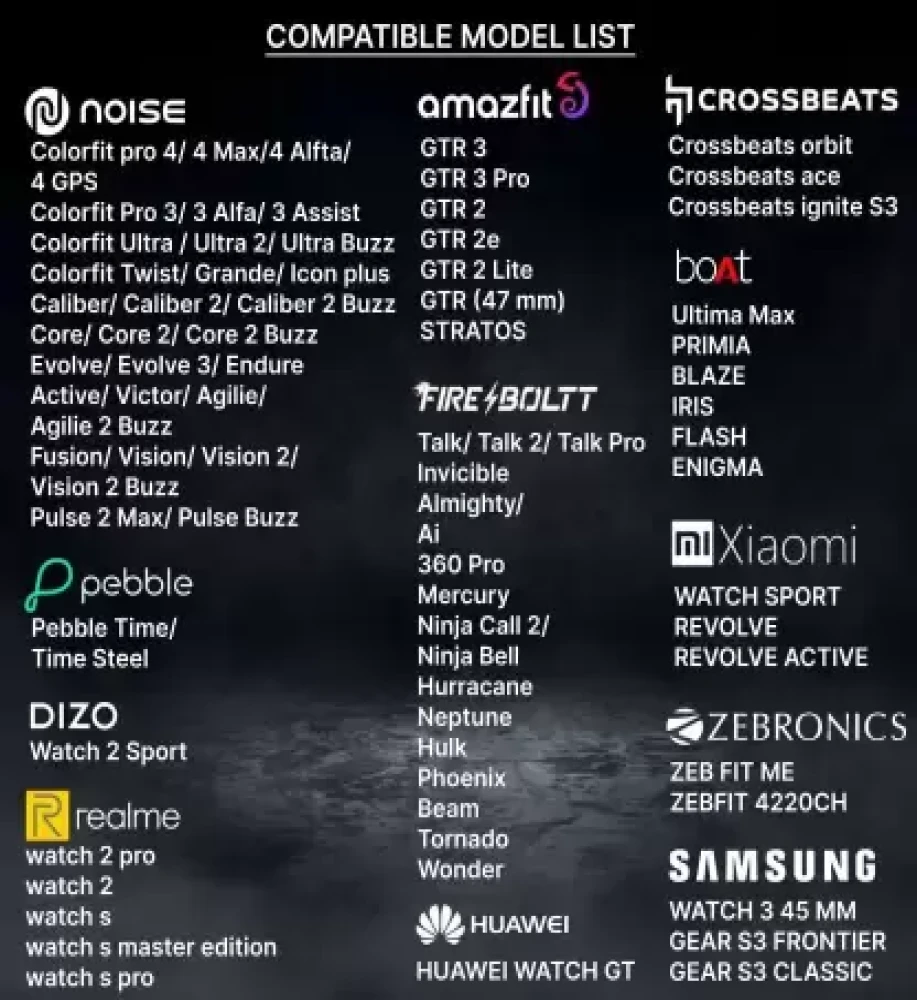 COMPATIBLE MODEL LIST
NOISE
Colorfit pro 4/ 4 Max/4 Alfta/
4 GPS
Colorfit Pro 3/ 3 Alfa/ 3 Assist
Colorfit Ultra / Ultra 2/ Ultra Buzz
Colorfit Twist/ Grande/ Icon plus
Caliber/ Caliber 2/ Caliber 2 Buzz
Core/ Core 2/ Core 2 Buzz
Evolve/ Evolve 3/ Endure
Active/ Victor/ Agilie/
Agilie 2 Buzz
Fusion/ Vision/ Vision 2/
Vision 2 Buzz
Pulse 2 Max/ Pulse Buzz
pebble
Pebble Time/
Time Steel
DIZO
Watch 2 Sport
R realme
watch 2 pro
watch 2
watch s
watch s master edition
watch s pro
amazfit
GTR 3
GTR 3 Pro
GTR 2
GTR 2e
GTR 2 Lite
GTR (47 mm)
STRATOS
FIRE BOLTT
Talk/ Talk 2/ Talk Pro
Invicible
Almighty/
Ai
360 Pro
Mercury
Ninja Call 2/
Ninja Bell
Hurracane
Neptune
Hulk
Phoenix
Beam
Tornado
Wonder
HUAWEI
HUAWEI WATCH GT
CROSSBEATS
Crossbeats orbit
Crossbeats ace
Crossbeats ignite S3
boAt
Ultima Max
PRIMIA
BLAZE
IRIS
FLASH
ENIGMA
mi Xiaomi
WATCH SPORT
REVOLVE
REVOLVE ACTIVE
ZEBRONICS
ZEB FIT ME
ZEBFIT 4220CH
SAMSUNG
WATCH 3 45 MM
GEAR S3 FRONTIER
GEAR S3 CLASSIC